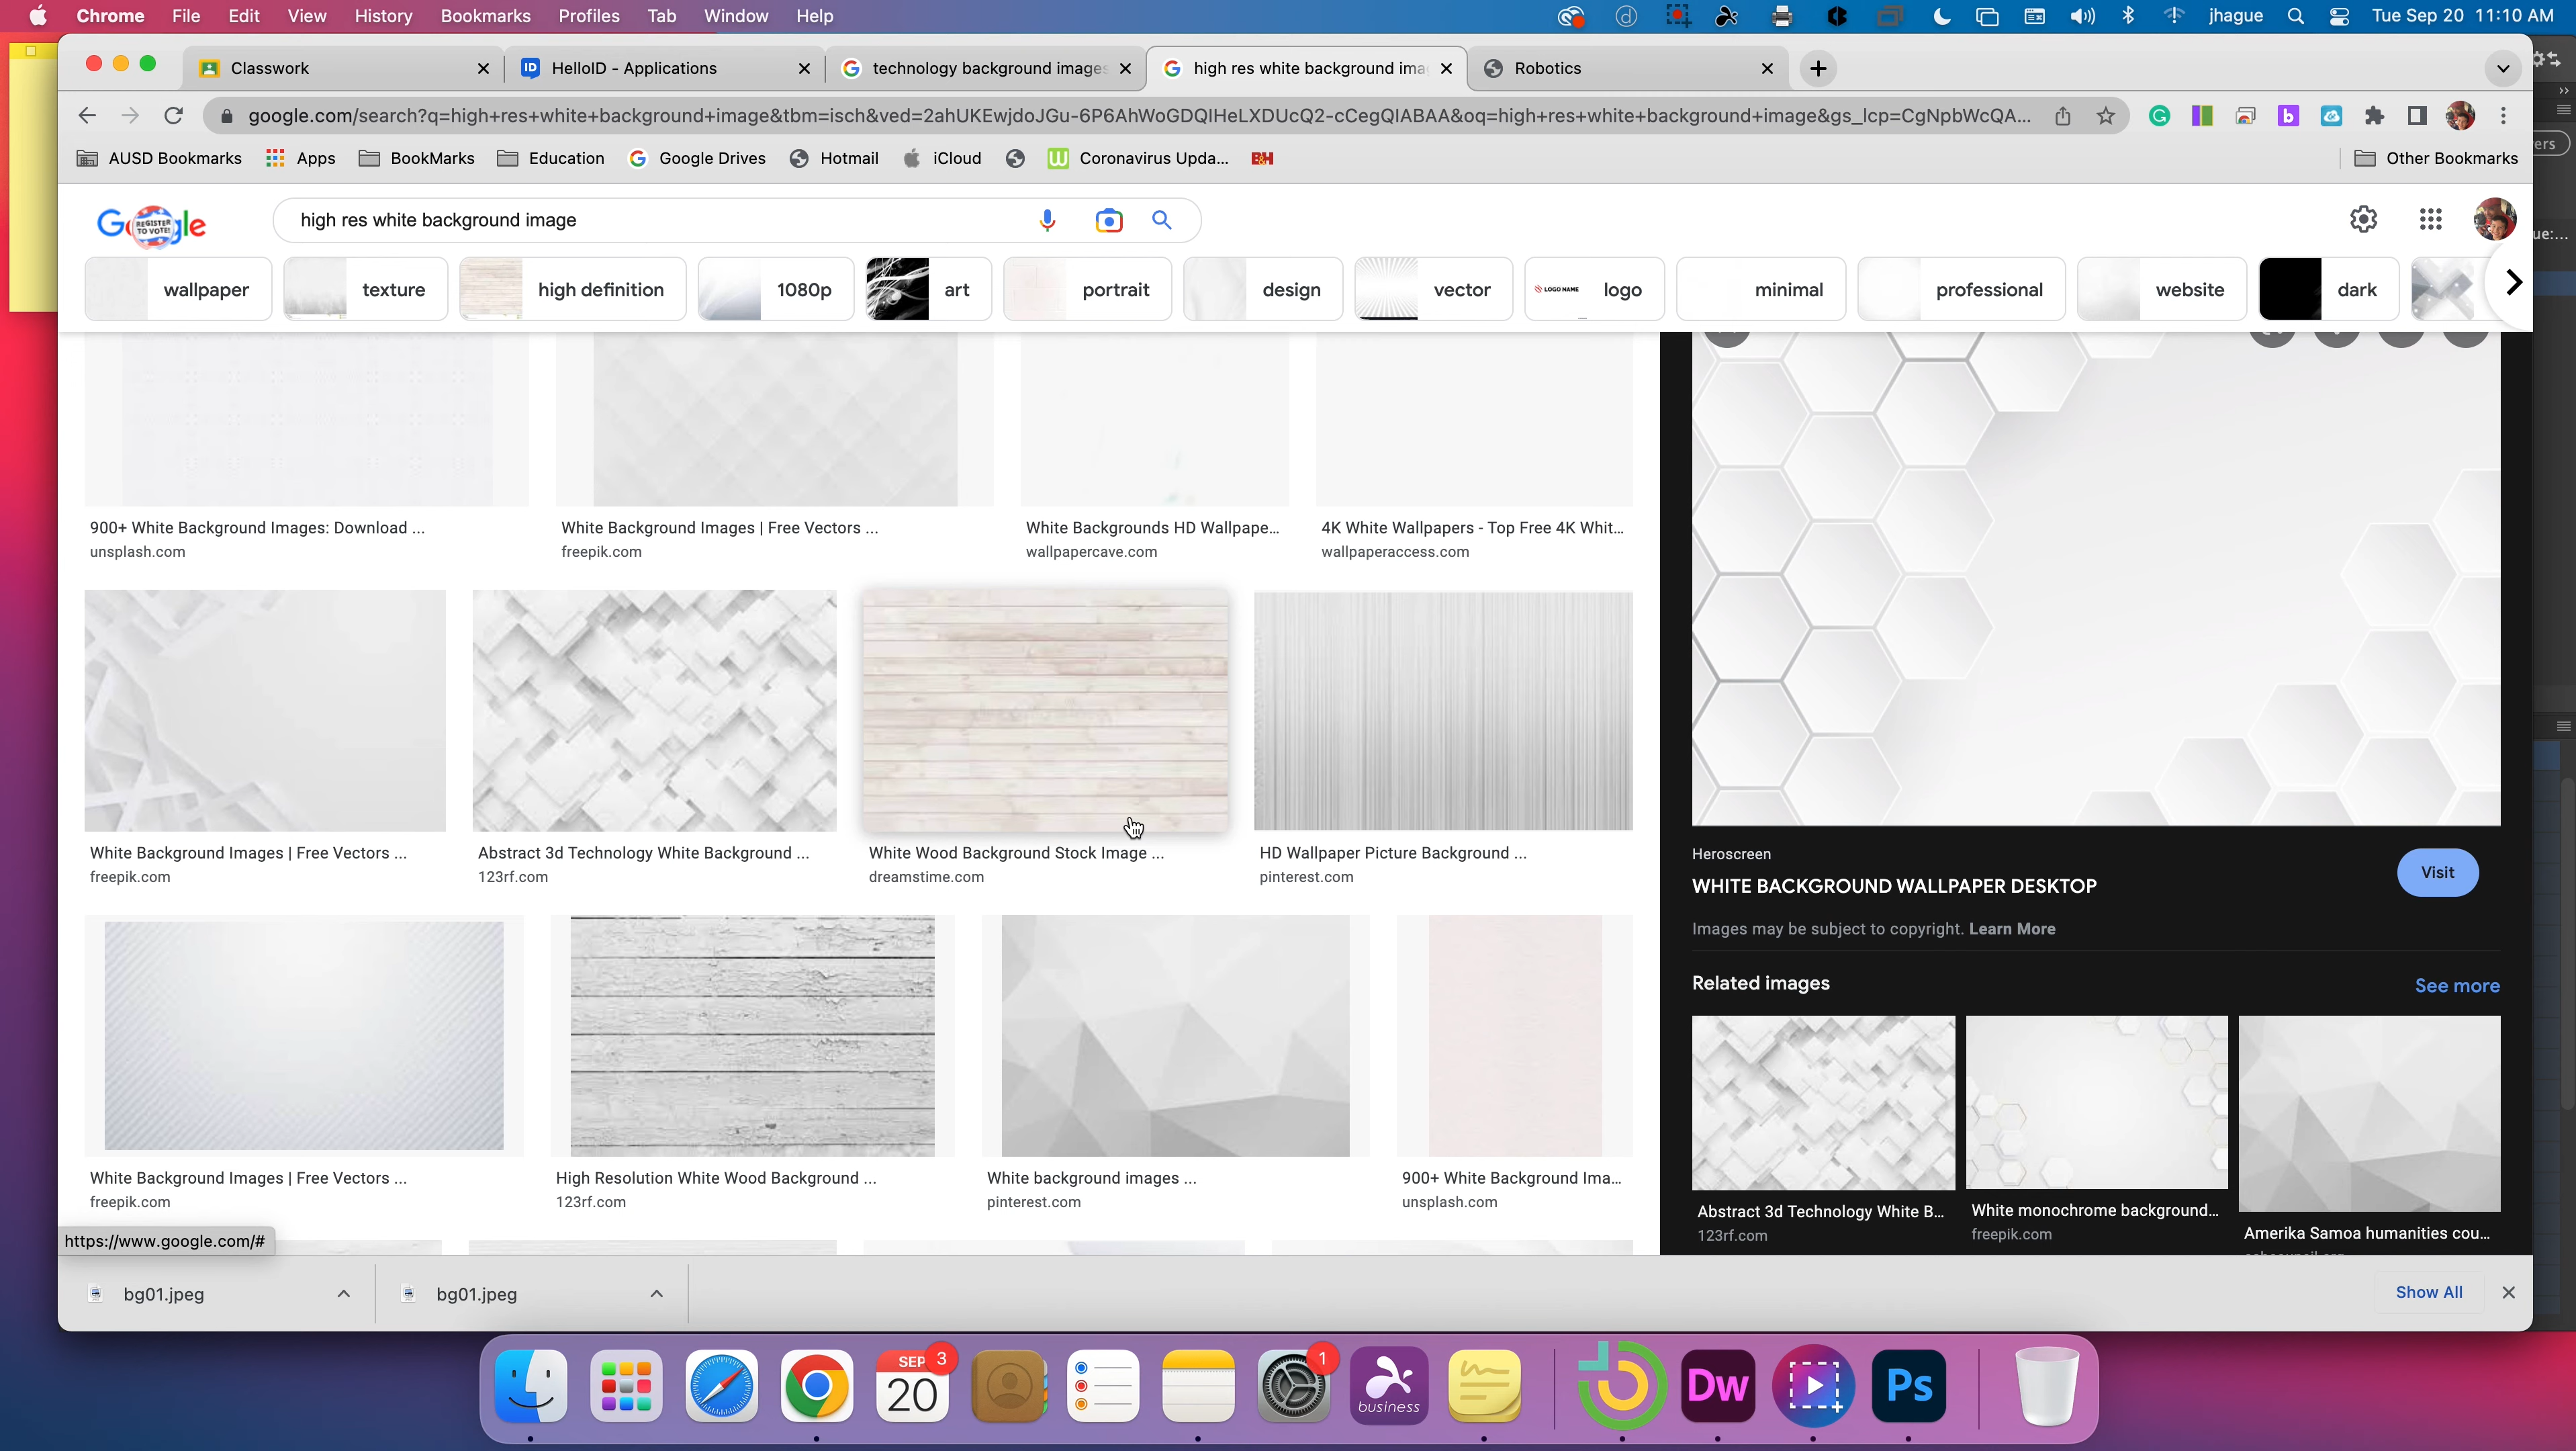 Chrome File Edit View History Bookmarks Profiles Tab Window Help jhague Tue Sep 20 11:10 AM
Classwork HelloID - Applications technology background images high res white background ima Robotics
google.com/search?q=high+res+white+background+image&tbm=isch&ved=2ahUKEwjdoJGu-6P6AhWoGDQIHeLXDUcQ2-cCegQIABAA&oq=high+res+white+background+image&gs_lcp=CgNpbWcQA...
AUSD Bookmarks Apps BookMarks Education Google Drives Hotmail iCloud Coronavirus Upda... B&H Other Bookmarks
REGISTER TO VOTE!
high res white background image
wallpaper texture high definition 1080p art portrait design vector LOGO NAME logo minimal professional website dark
900+ White Background Images: Download ... White Background Images | Free Vectors ... White Backgrounds HD Wallpape... 4K White Wallpapers - Top Free 4K Whit...
unsplash.com freepik.com wallpapercave.com wallpaperaccess.com
White Background Images | Free Vectors ... Abstract 3d Technology White Background ... White Wood Background Stock Image ... HD Wallpaper Picture Background ...
freepik.com 123rf.com dreamstime.com pinterest.com
White Background Images | Free Vectors ... High Resolution White Wood Background ... White background images ... 900+ White Background Ima...
freepik.com 123rf.com pinterest.com unsplash.com
https://www.google.com/#
Heroscreen
WHITE BACKGROUND WALLPAPER DESKTOP
Visit
Images may be subject to copyright. Learn More
Related images See more
Abstract 3d Technology White B... White monochrome background... Amerika Samoa humanities cou...
123rf.com freepik.com
bg01.jpeg bg01.jpeg Show All
SEP 20 3 1 business Dw Ps